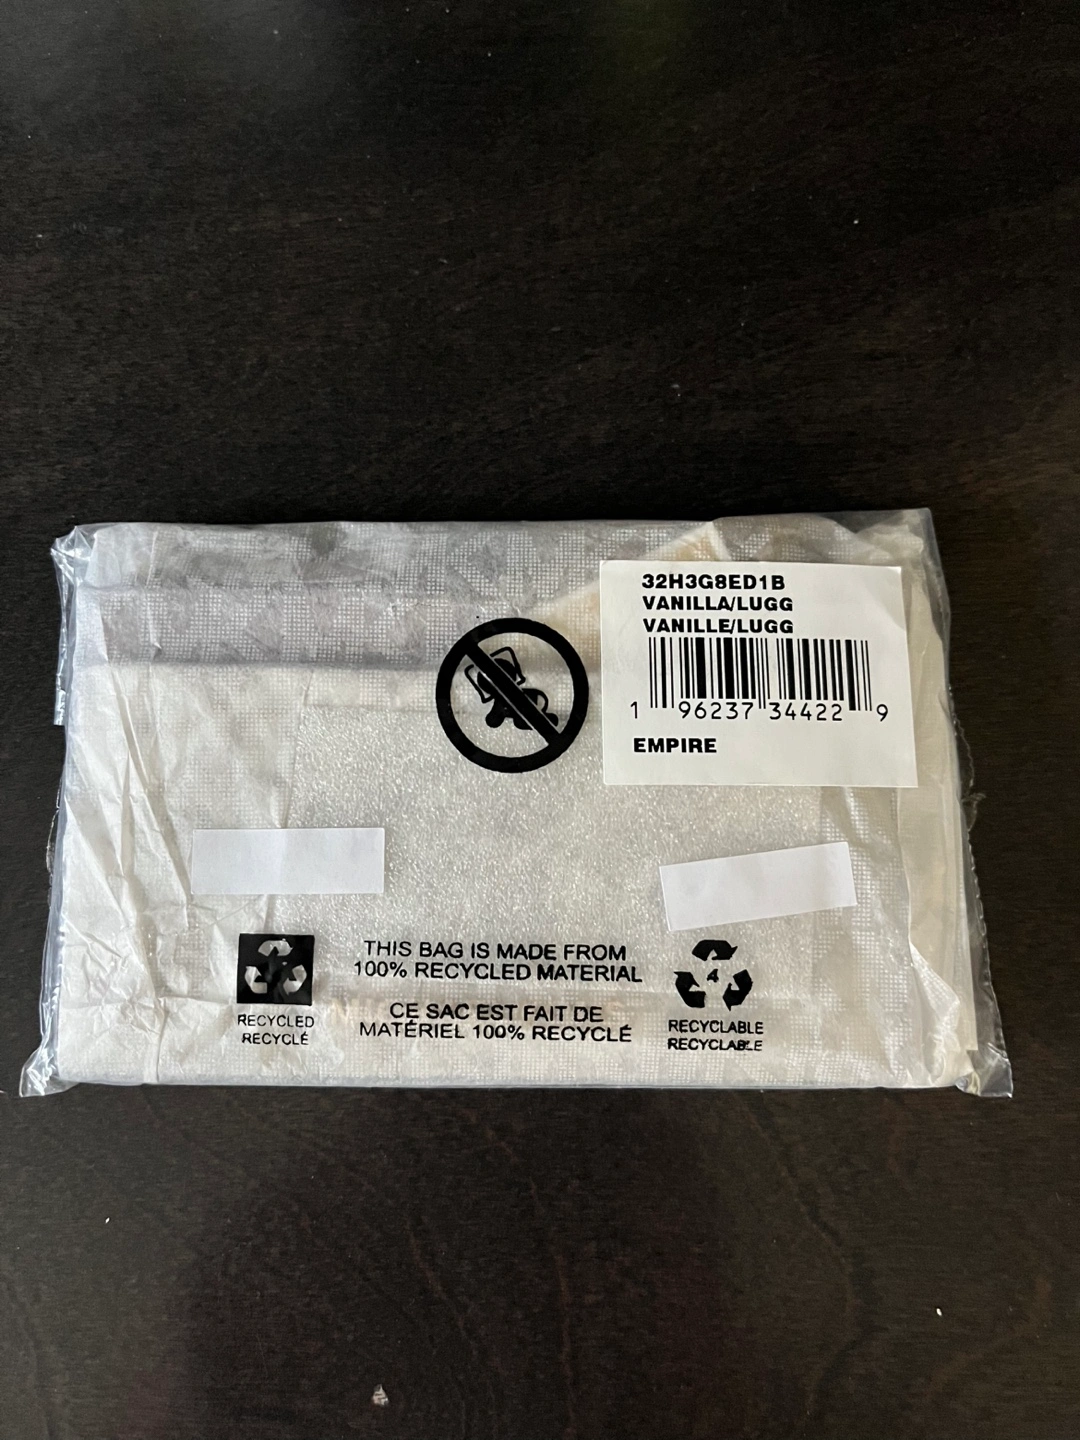 32H3G8ED1B
VANILLA/LUGG
VANILLE/LUGG
1 96237 34422 9
EMPIRE
THIS BAG IS MADE FROM
100% RECYCLED MATERIAL
CE SAC EST FAIT DE
MATÉRIEL 100% RECYCLÉ
RECYCLED
RECYCLÉ
4
RECYCLABLE
RECYCLABLE